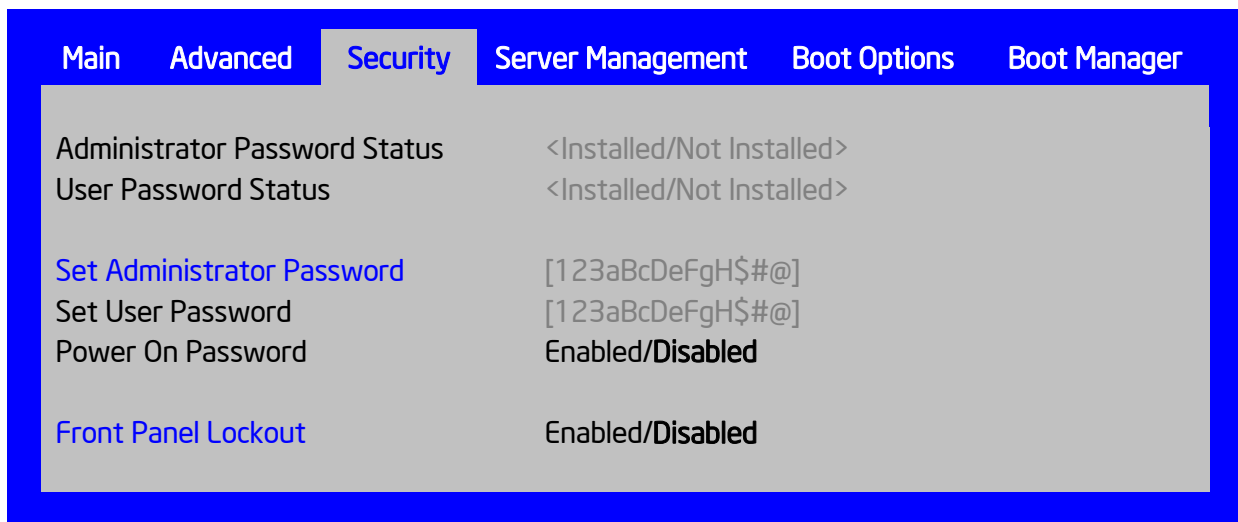 Main Advanced Security Server Management Boot Options Boot Manager
Administrator Password Status <Installed/Not Installed>
User Password Status <Installed/Not Installed>
Set Administrator Password [123aBcDeFgH$#@]
Set User Password [123aBcDeFgH$#@]
Power On Password Enabled/Disabled
Front Panel Lockout Enabled/Disabled